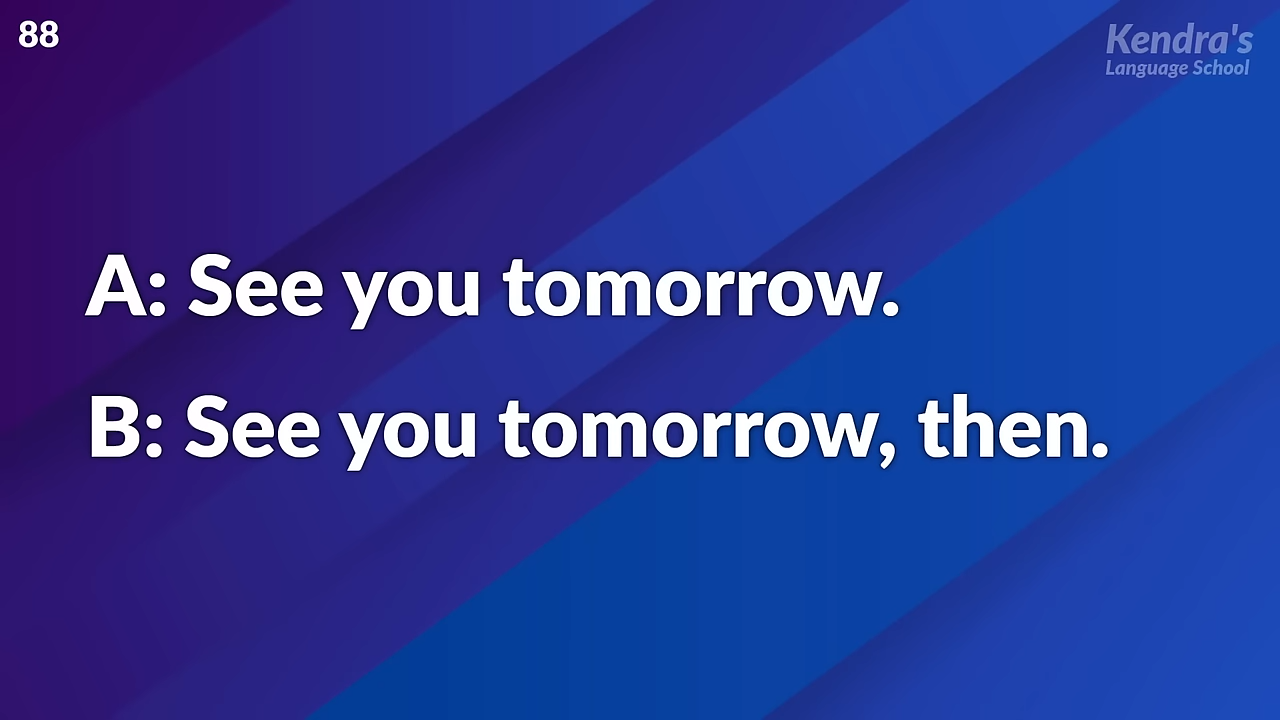 88
Kendra's
Language School
A: See you tomorrow.
B: See you tomorrow, then.